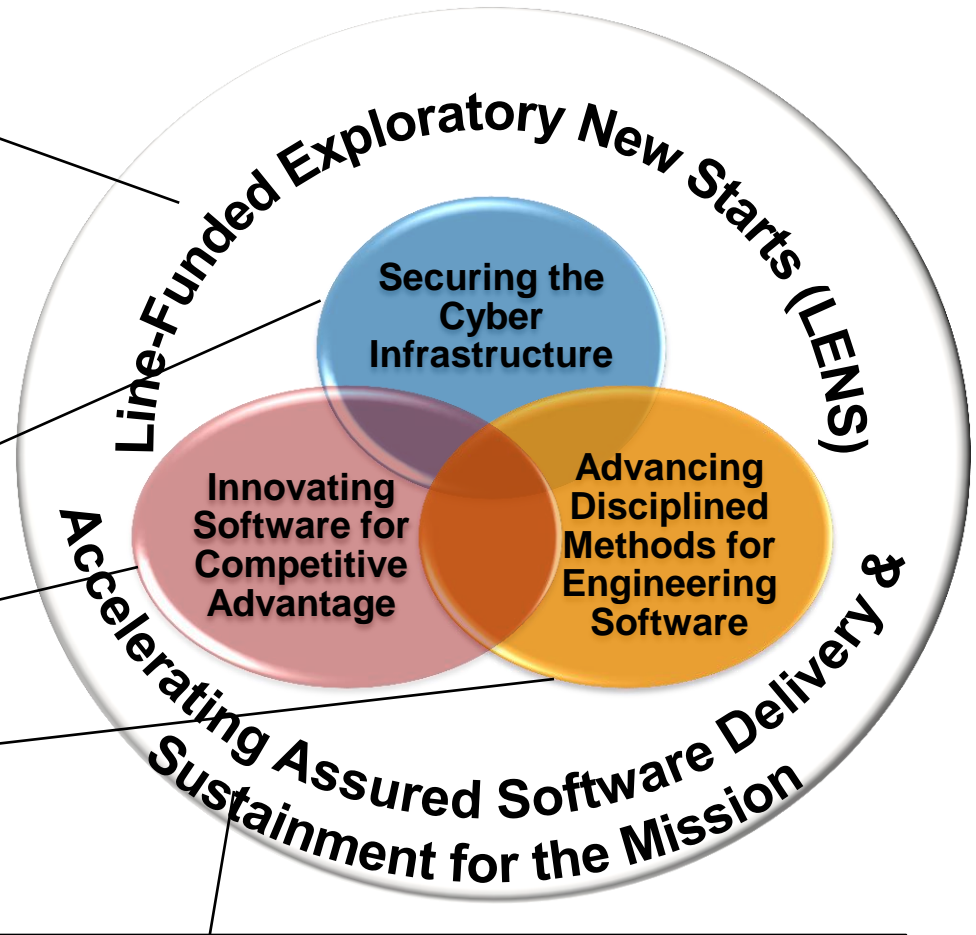 Line-Funded Exploratory New Starts (LENS)
Securing the
Cyber
Infrastructure
Innovating
Software for
Competitive
Advantage
Advancing
Disciplined
Methods for
Engineering
Software
Accelerating Assured Software Delivery &
Sustainment for the Mission